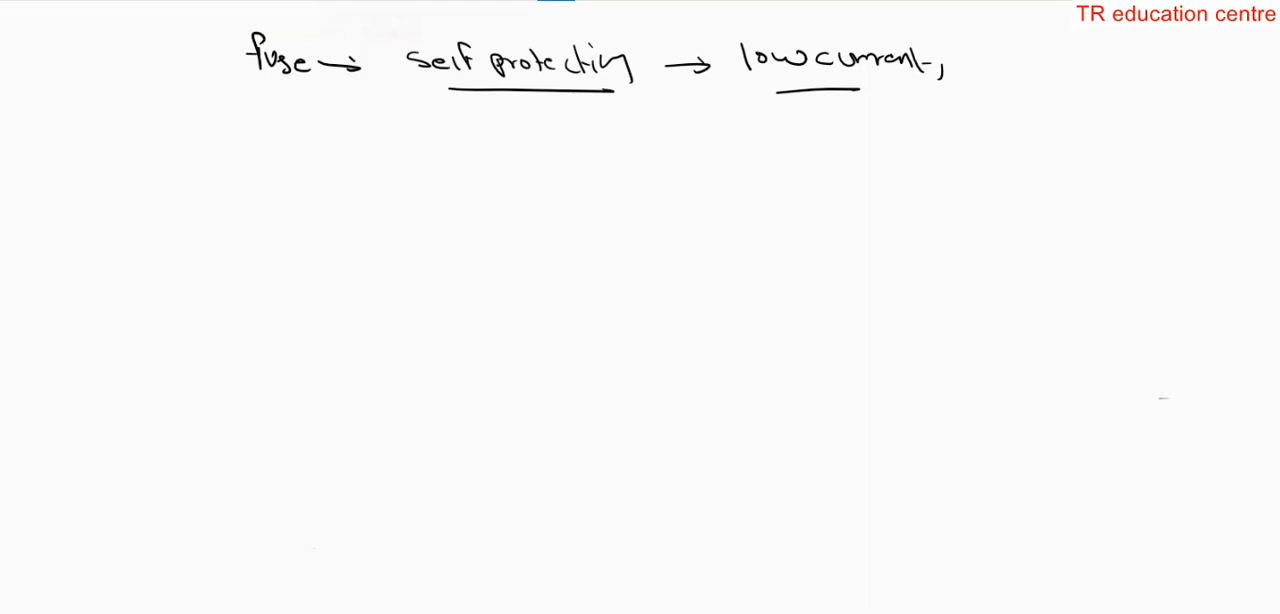 TR education centre
fuse → self protecting → low current,